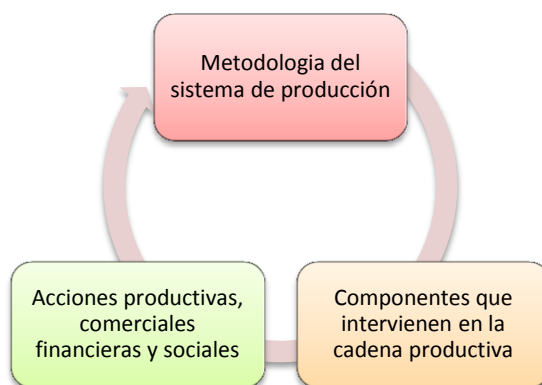 Metodologia del
sistema de producción
Acciones productivas,
comerciales
financieras y sociales
Componentes que
intervienen en la
cadena productiva